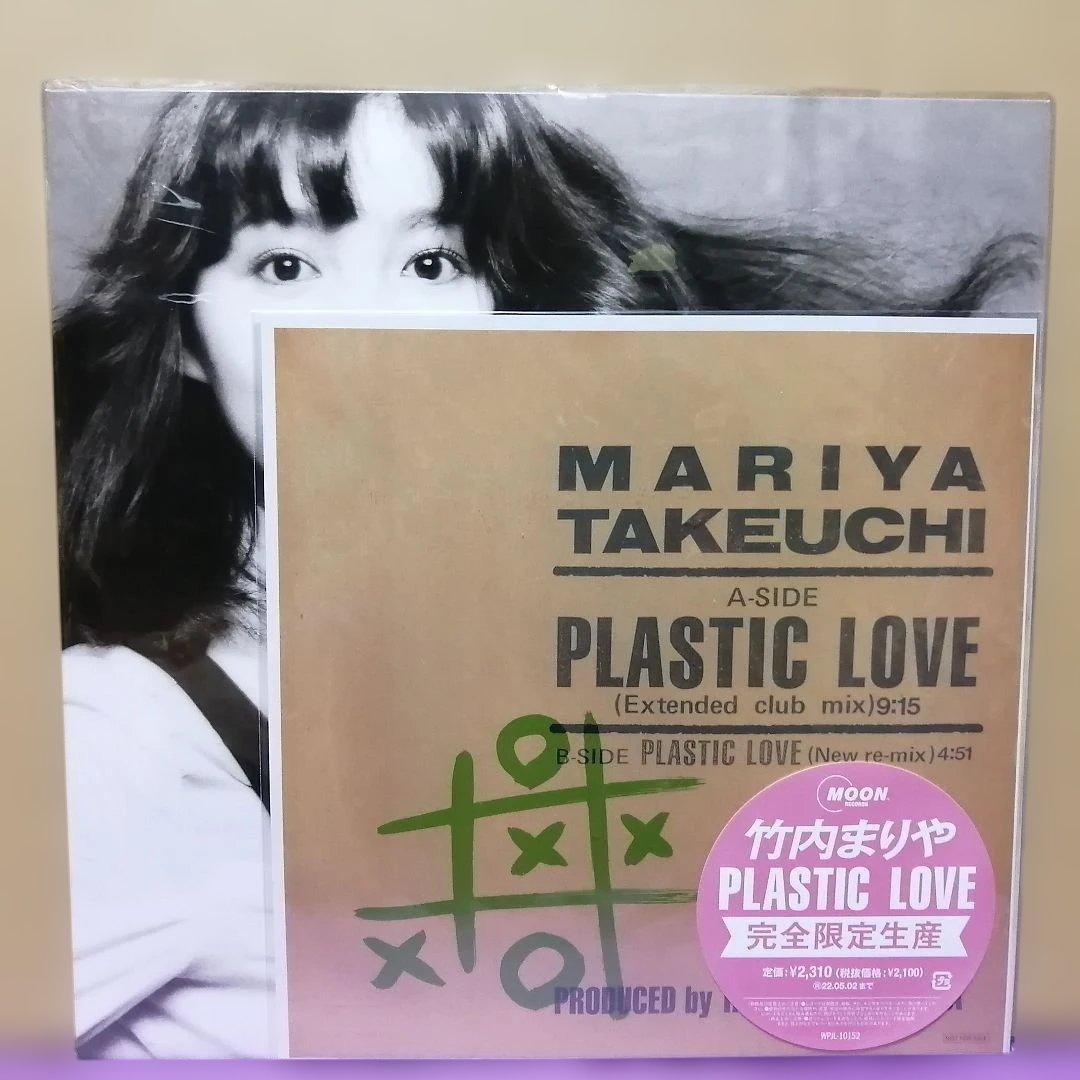 MARIYA
TAKEUCHI
A-SIDE
PLASTIC LOVE
(Extended club mix)9:15
B-SIDE PLASTIC LOVE (New re-mix)4:51
PRODUCED by
MOON
RECORDS
竹内まりや
PLASTIC LOVE
完全限定生産
定価:¥2,310(税抜価格:¥2,100)
Ⓡ22.05.02まで
WPJL-10152